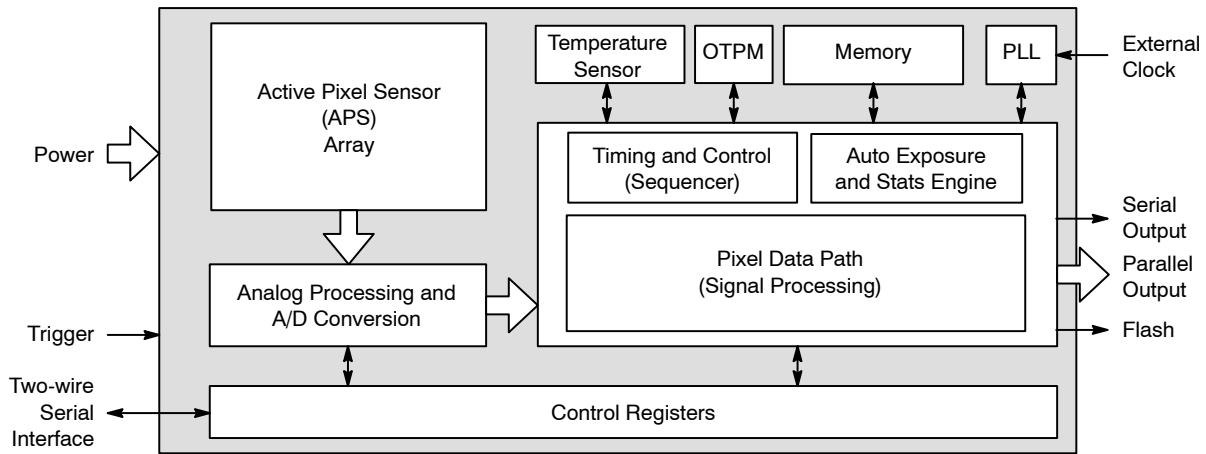 Active Pixel Sensor
(APS)
Array
Temperature
Sensor
OTPM
Memory
PLL
External
Clock
Power
Timing and Control
(Sequencer)
Auto Exposure
and Stats Engine
Serial
Output
Pixel Data Path
(Signal Processing)
Parallel
Output
Analog Processing and
A/D Conversion
Trigger
Flash
Two-wire
Serial
Interface
Control Registers